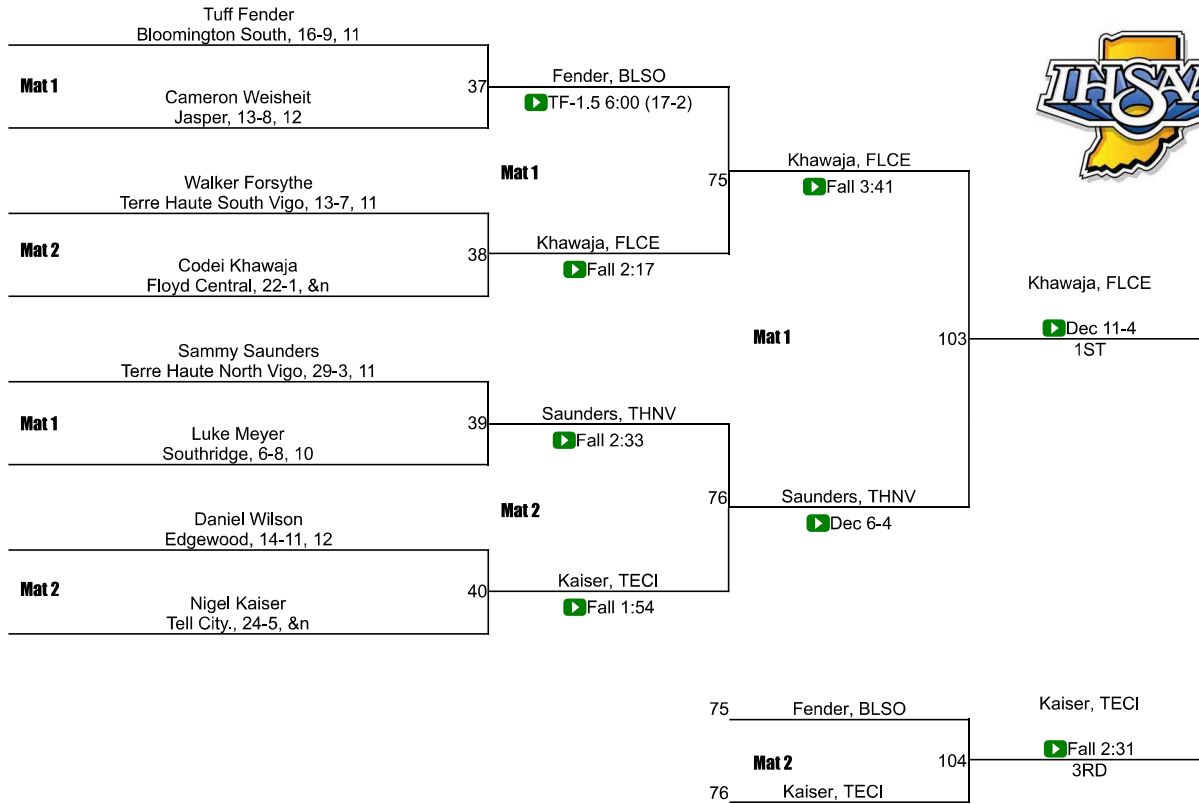 Tuff Fender
Bloomington South, 16-9, 11
Mat 1
Cameron Weisheit
Jasper, 13-8, 12
37
Fender, BLSO
TF-1.5 6:00 (17-2)
Walker Forsythe
Terre Haute South Vigo, 13-7, 11
Mat 2
Codei Khawaja
Floyd Central, 22-1, &n
38
Khawaja, FLCE
Fall 2:17
Mat 1
75
Khawaja, FLCE
Fall 3:41
Sammy Saunders
Terre Haute North Vigo, 29-3, 11
Mat 1
Luke Meyer
Southridge, 6-8, 10
39
Saunders, THNV
Fall 2:33
Daniel Wilson
Edgewood, 14-11, 12
Mat 2
Nigel Kaiser
Tell City., 24-5, &n
40
Kaiser, TECI
Fall 1:54
Mat 2
76
Saunders, THNV
Dec 6-4
Mat 1
103
Khawaja, FLCE
Dec 11-4
1ST
IHSAA
75
Fender, BLSO
Mat 2
76
Kaiser, TECI
104
Kaiser, TECI
Fall 2:31
3RD